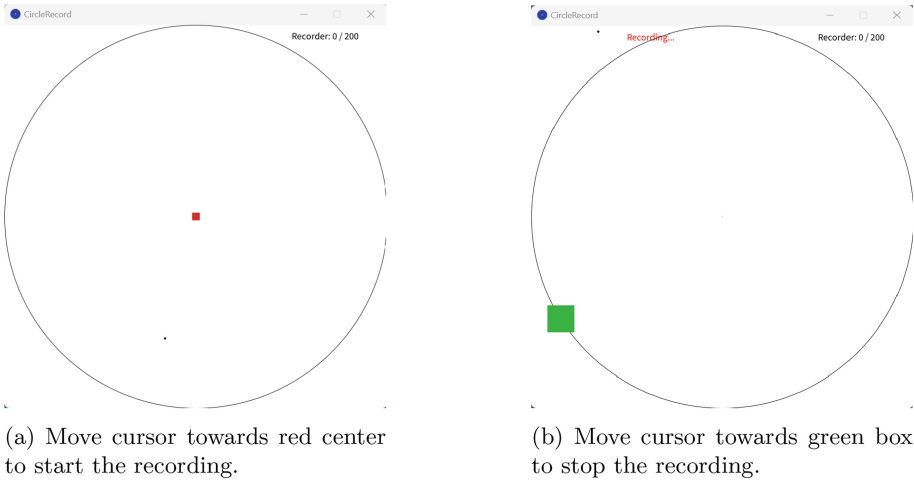 CircleRecord
Recorder: 0 / 200
(a) Move cursor towards red center
to start the recording.
CircleRecord
Recording...
Recorder: 0 / 200
(b) Move cursor towards green box
to stop the recording.